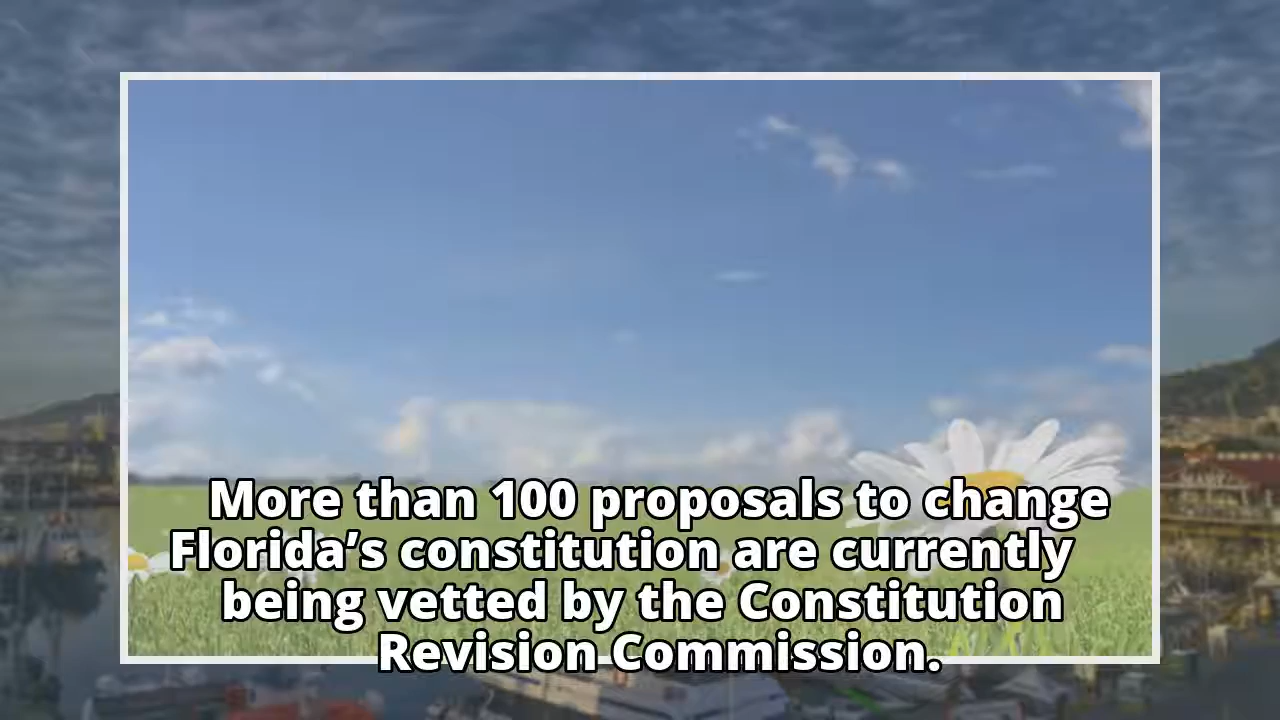 More than 100 proposals to change
Florida’s constitution are currently
being vetted by the Constitution
Revision Commission.